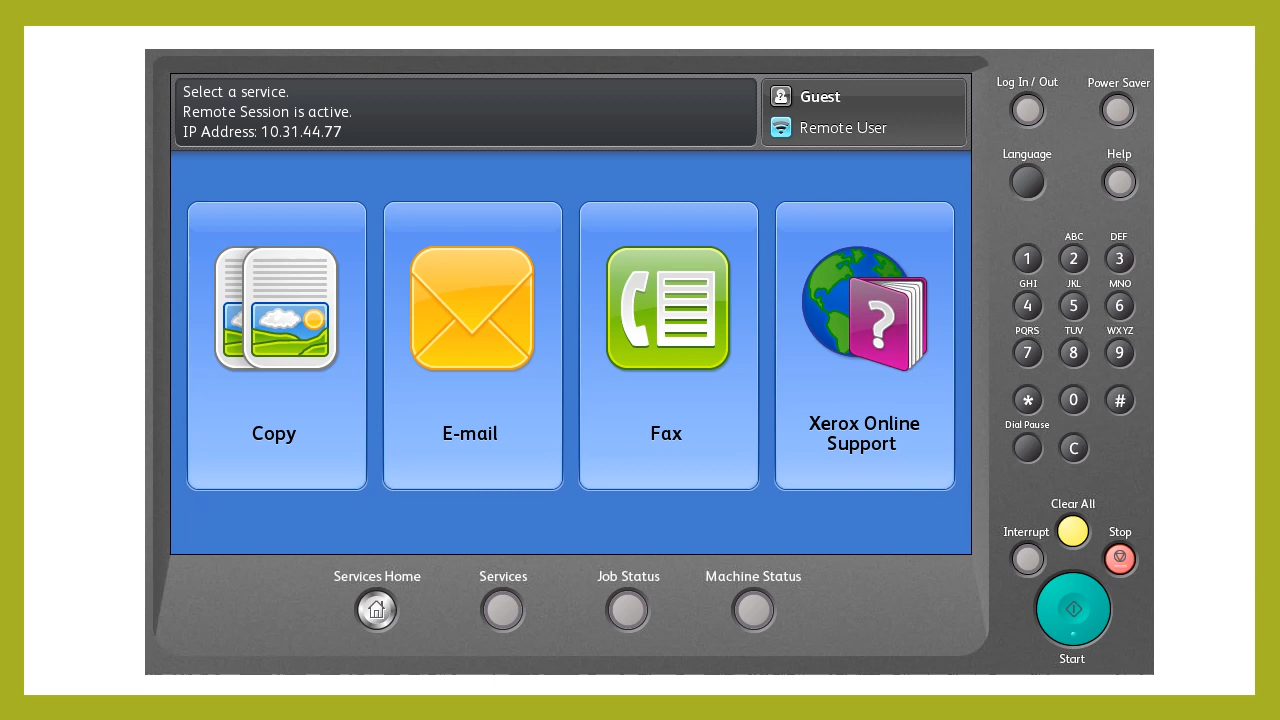 Select a service.
Remote Session is active.
IP Address: 10.31.44.77
Guest
Remote User
Copy
E-mail
Fax
Xerox Online
Support
Services Home
Services
Job Status
Machine Status
Log In / Out
Power Saver
Language
Help
ABC
DEF
1
2
3
GHI
JKL
MNO
4
5
6
PQRS
TUV
WXYZ
7
8
9
*
0
#
Dial Pause
C
Clear All
Interrupt
Stop
Start